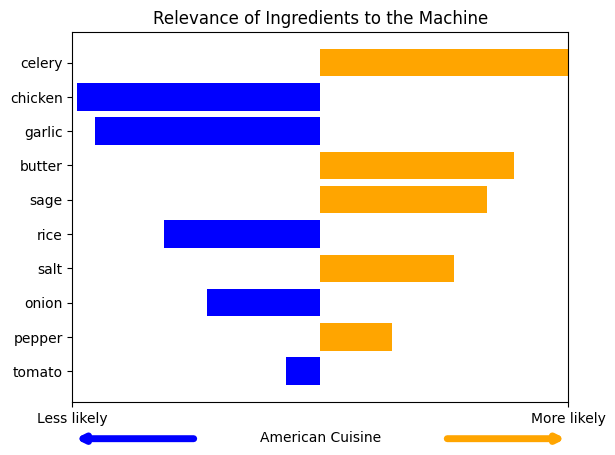 Relevance of Ingredients to the Machine
celery
chicken
garlic
butter
sage
rice
salt
onion
pepper
tomato
Less likely
More likely
American Cuisine